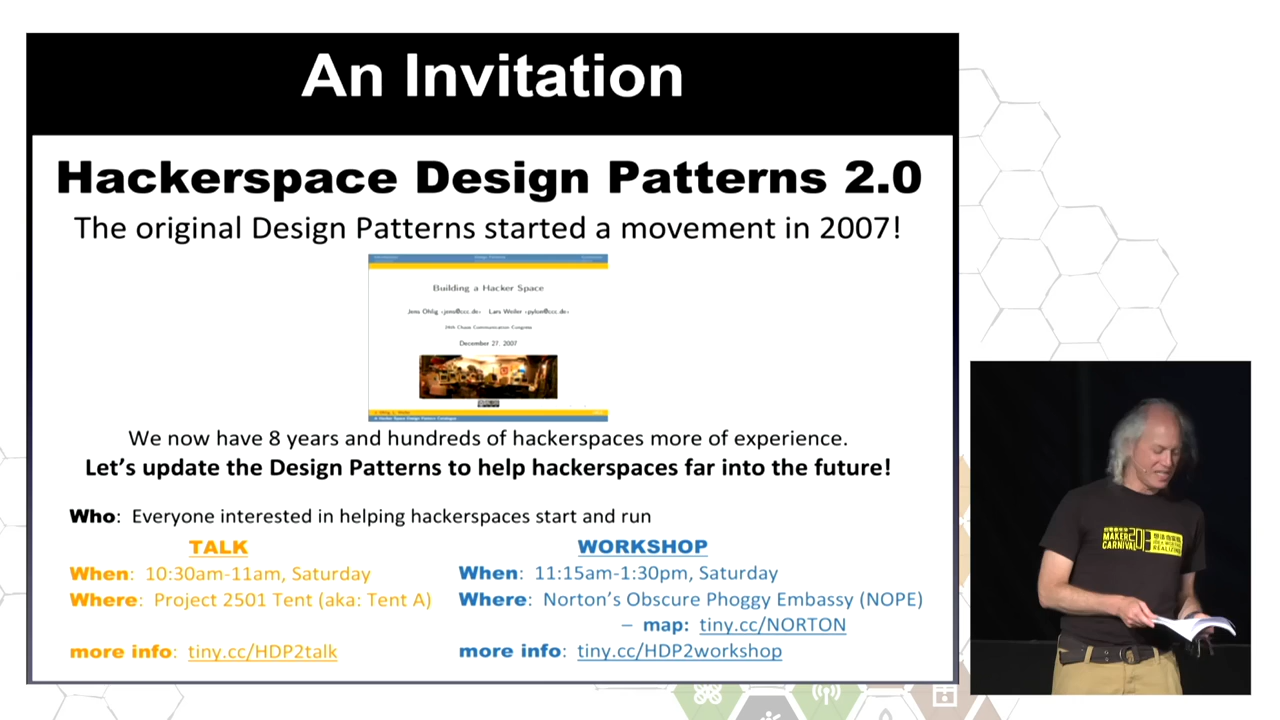 An Invitation
Hackerspace Design Patterns 2.0
The original Design Patterns started a movement in 2007!
Building a Hacker Space
Jens Ohlig <jens@ccc.de> Lars Weiler <pylon@ccc.de>
24th Chaos Communication Congress
December 27, 2007
We now have 8 years and hundreds of hackerspaces more of experience.
Let's update the Design Patterns to help hackerspaces far into the future!
Who: Everyone interested in helping hackerspaces start and run
TALK
When: 10:30am-11am, Saturday
Where: Project 2501 Tent (aka: Tent A)
more info: tiny.cc/HDP2talk
WORKSHOP
When: 11:15am-1:30pm, Saturday
Where: Norton's Obscure Phoggy Embassy (NOPE)
– map: tiny.cc/NORTON
more info: tiny.cc/HDP2workshop
MAKER
CARNIVAL